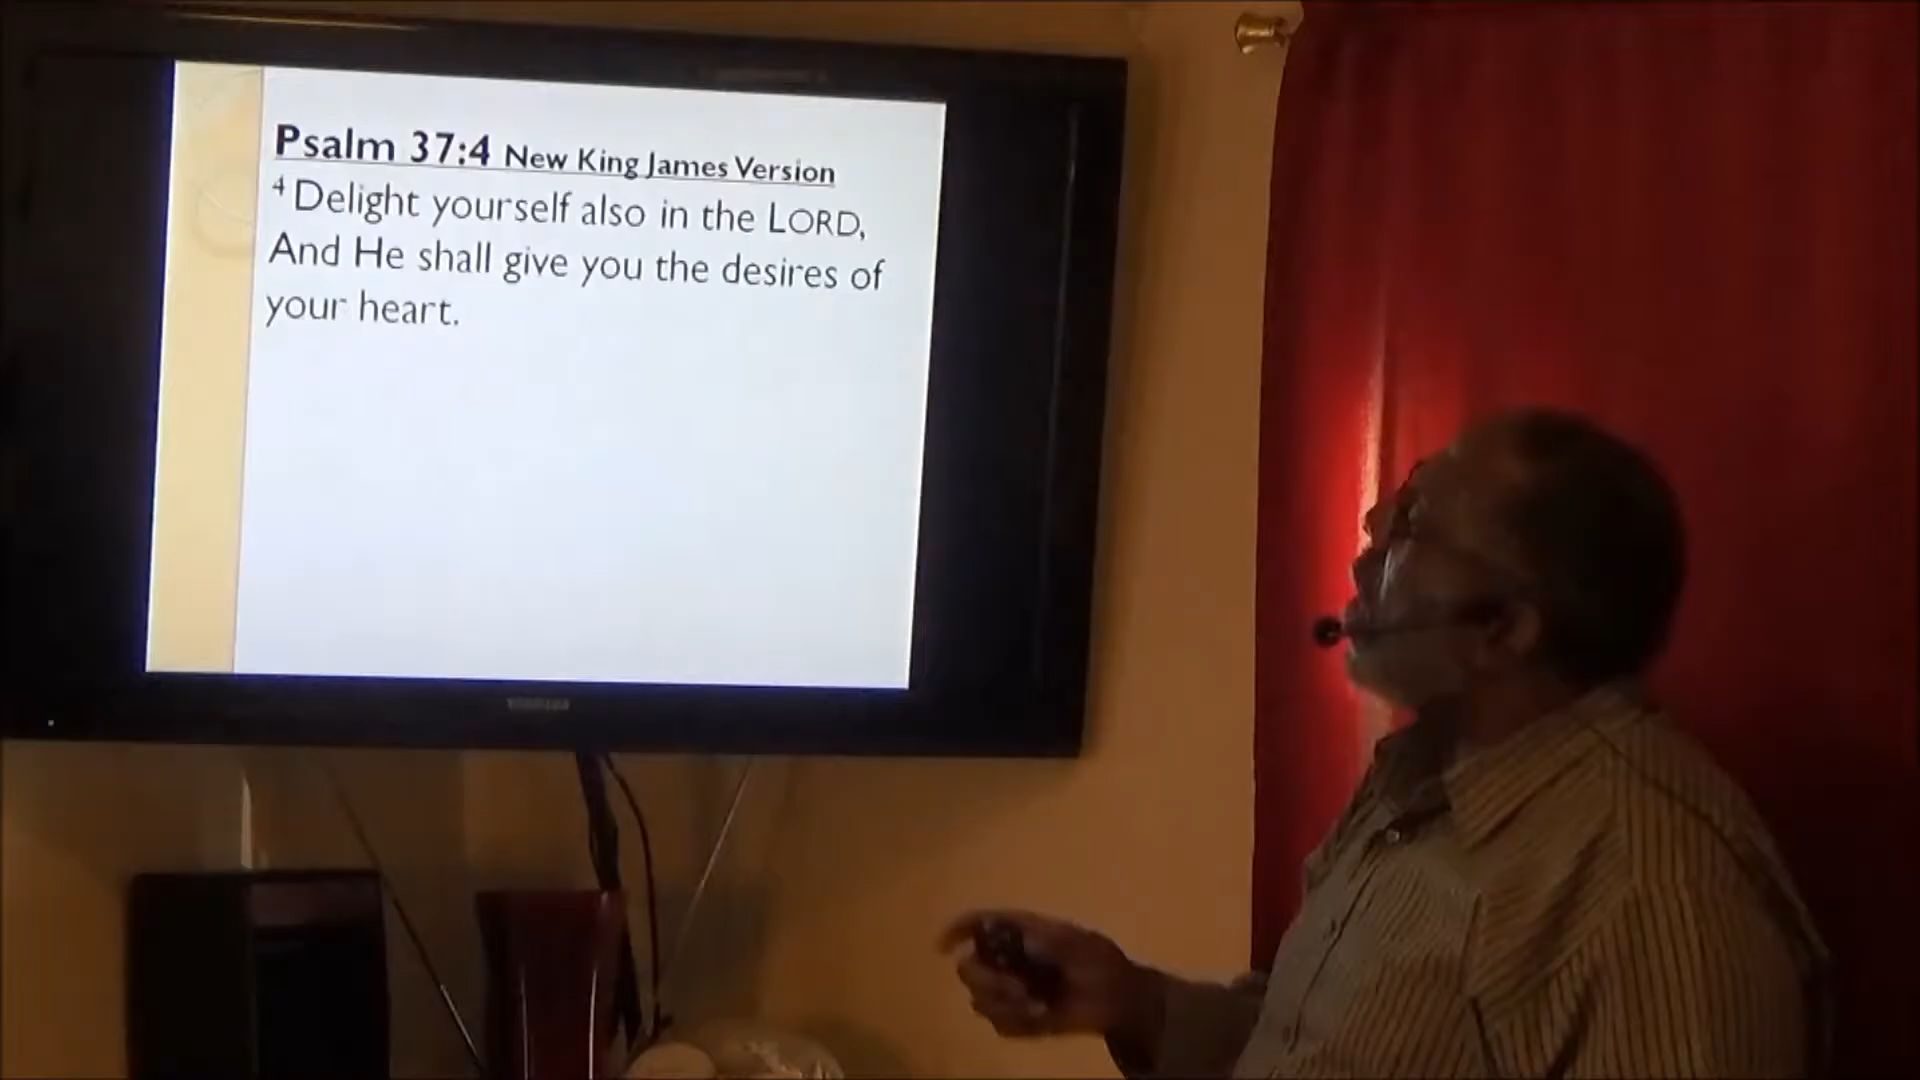 Psalm 37:4 New King James Version
4 Delight yourself also in the LORD,
And He shall give you the desires of
your heart.
TOSHIBA